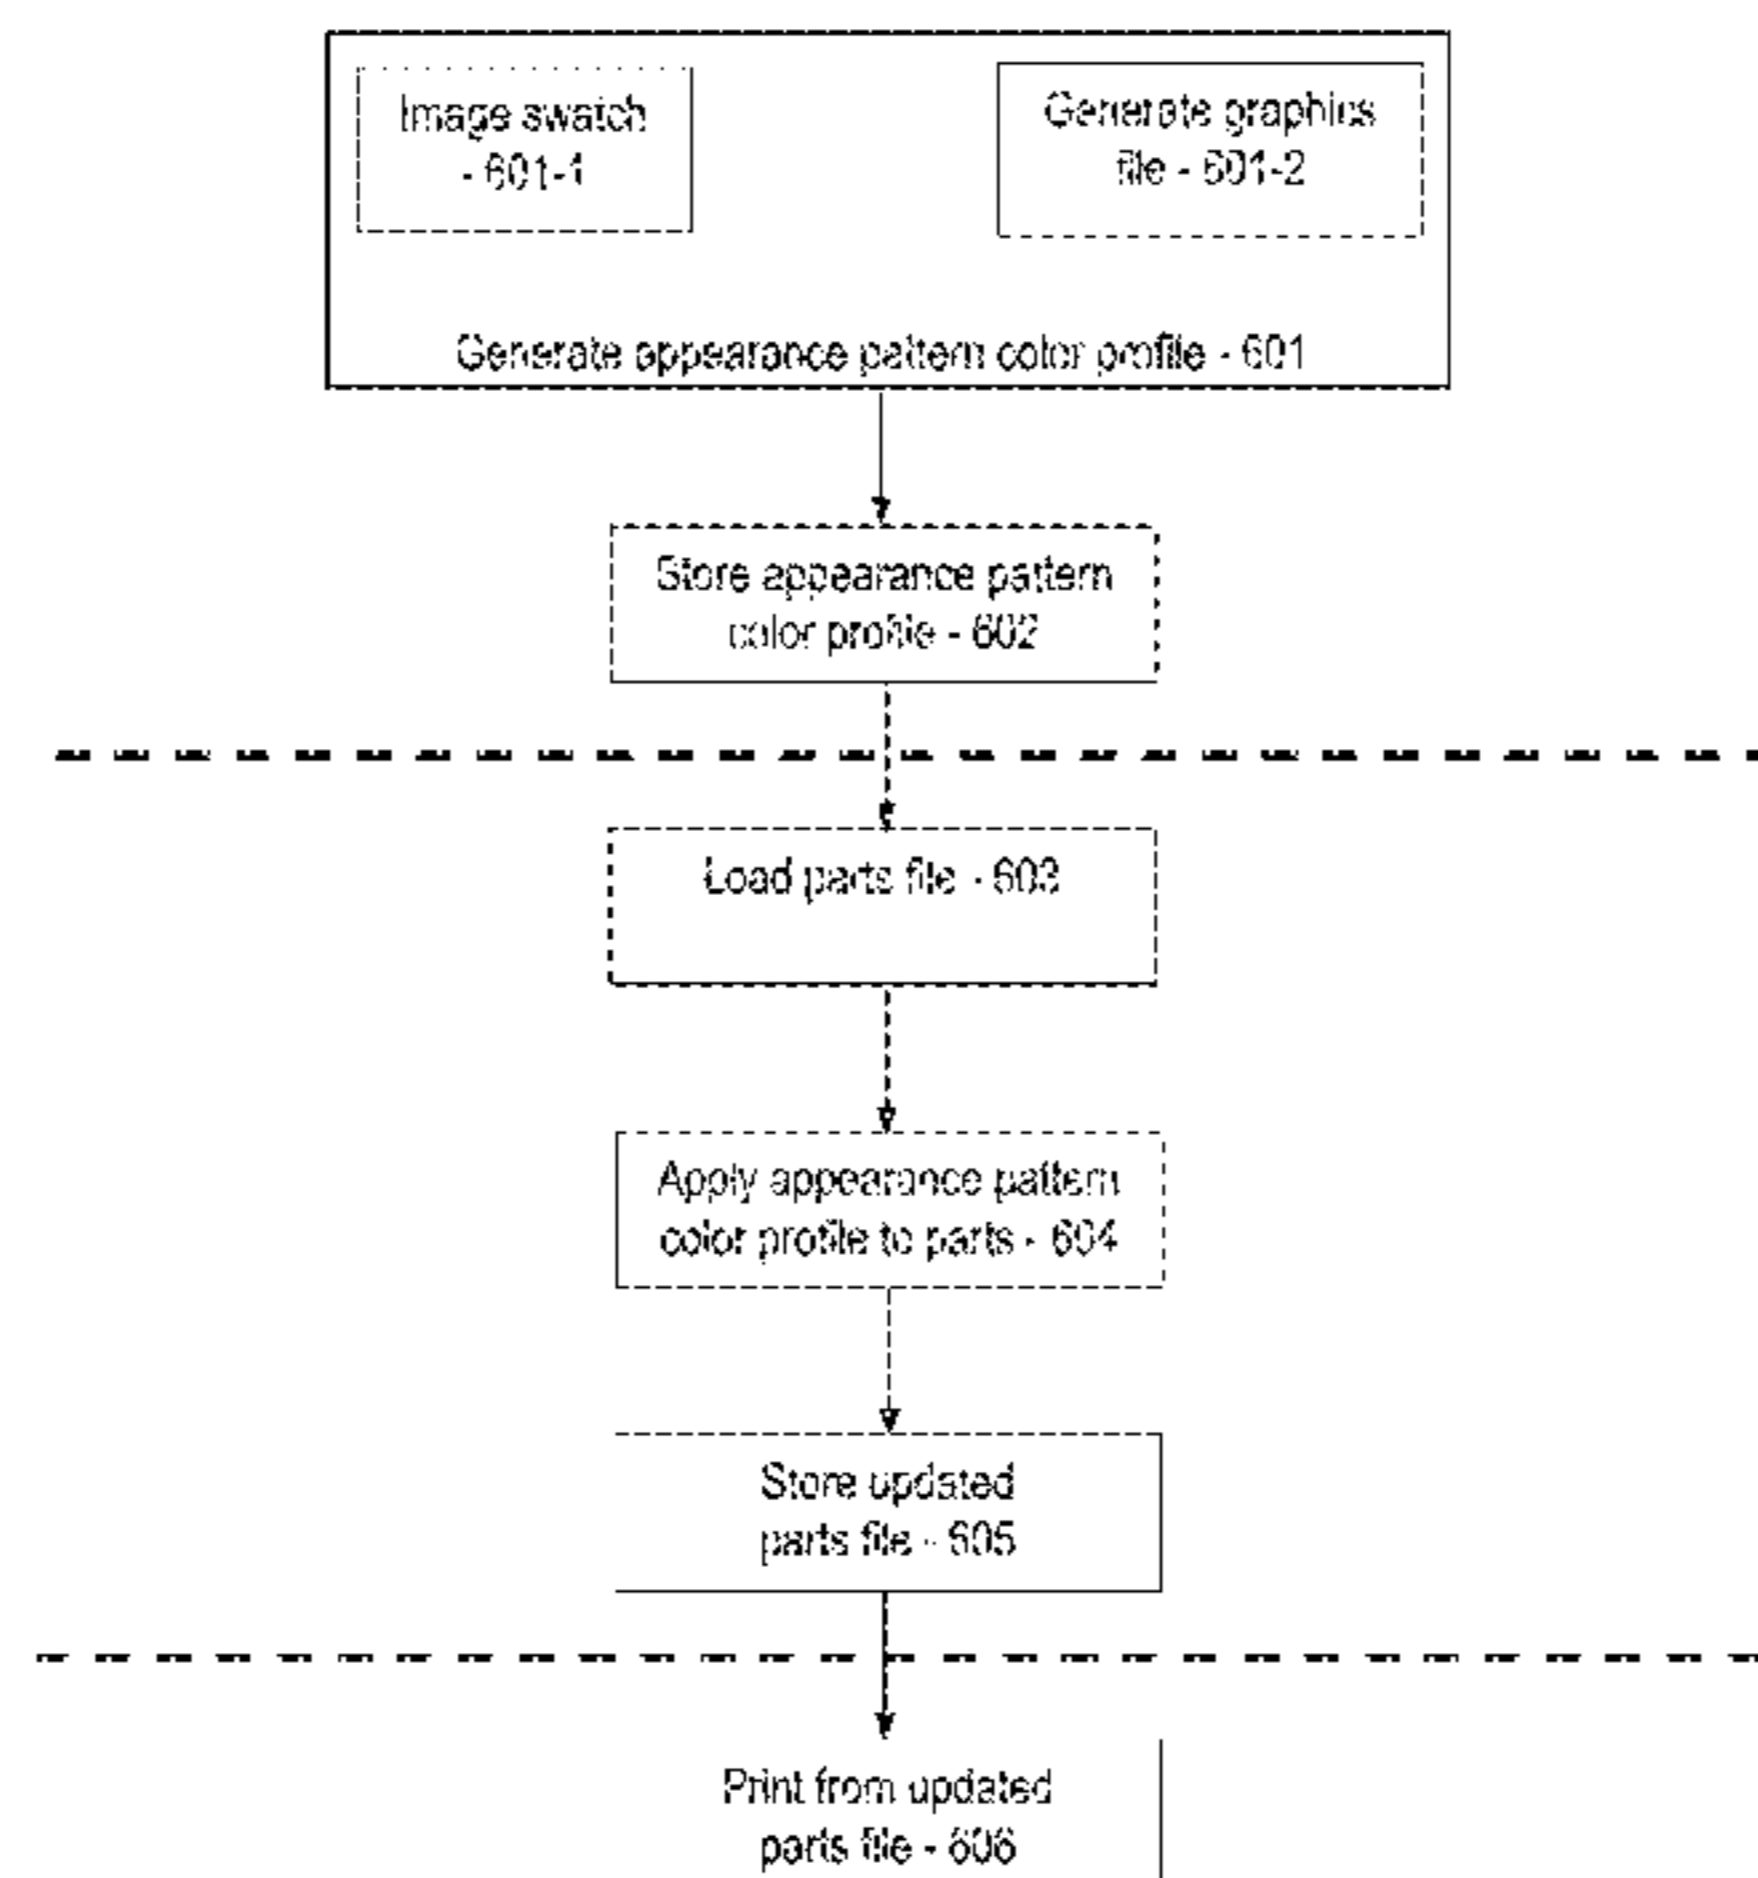 Image swatch
- 601-1
Generate graphics
file - 601-2
Generate appearance pattern color profile - 601
Store appearance pattern
color profile - 602
Load parts file - 603
Apply appearance pattern
color profile to parts - 604
Store updated
parts file - 605
Print from updated
parts file - 606